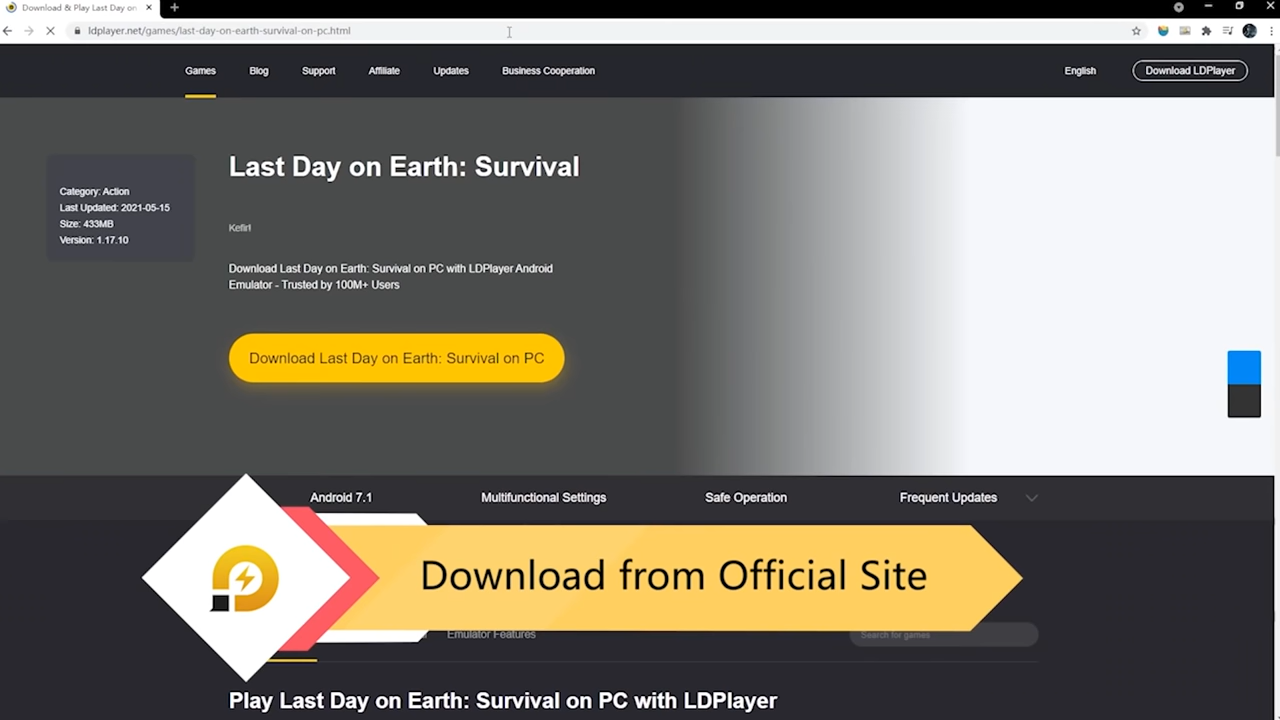 Download & Play Last Day on
ldplayer.net/games/last-day-on-earth-survival-on-pc.html
Games Blog Support Affiliate Updates Business Cooperation English Download LDPlayer
Last Day on Earth: Survival
Category: Action
Last Updated: 2021-05-15
Size: 433MB
Version: 1.17.10
Kefir!
Download Last Day on Earth: Survival on PC with LDPlayer Android
Emulator - Trusted by 100M+ Users
Download Last Day on Earth: Survival on PC
Android 7.1 Multifunctional Settings Safe Operation Frequent Updates
Download from Official Site
Emulator Features Search for games
Play Last Day on Earth: Survival on PC with LDPlayer